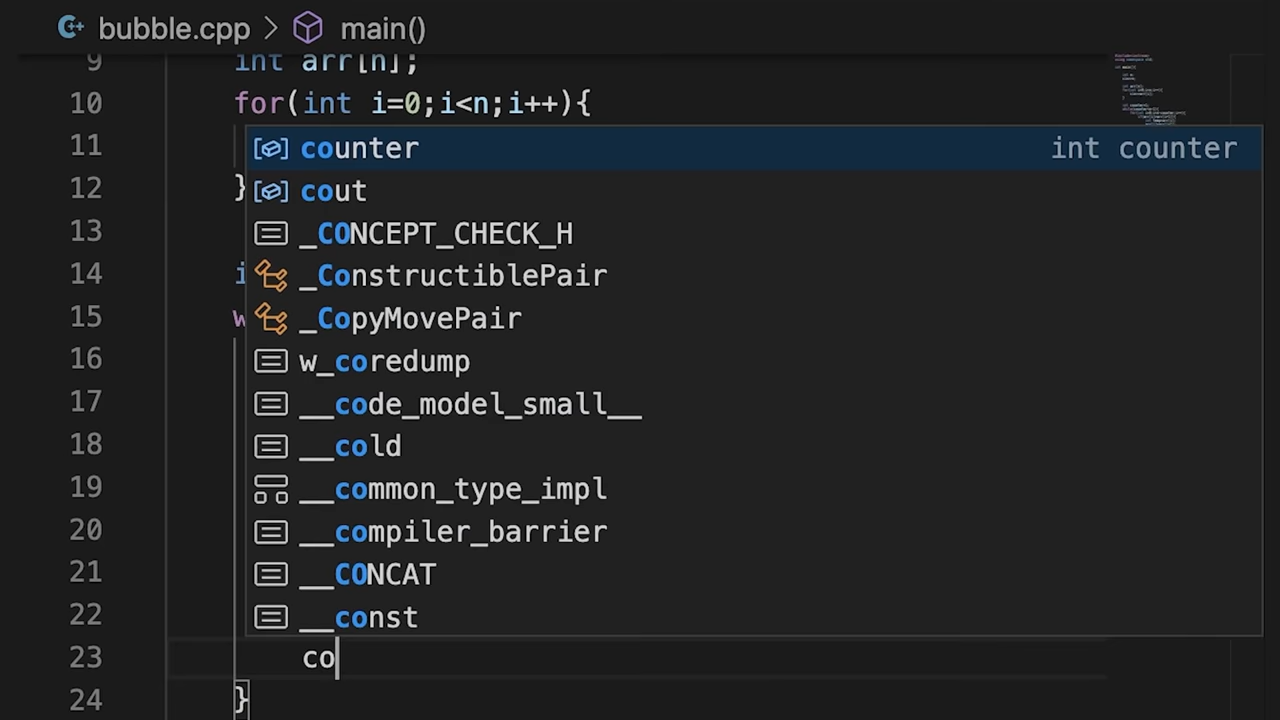 bubble.cpp > main()
9 int arr[n];
10 for(int i=0;i<n;i++){
11 counter int counter
12 } cout
13 _CONCEPT_CHECK_H
14 i _ConstructiblePair
15 w _CopyMovePair
16 w_coredump
17 __code_model_small__
18 __cold
19 __common_type_impl
20 __compiler_barrier
21 __CONCAT
22 __const
23 co
24 }